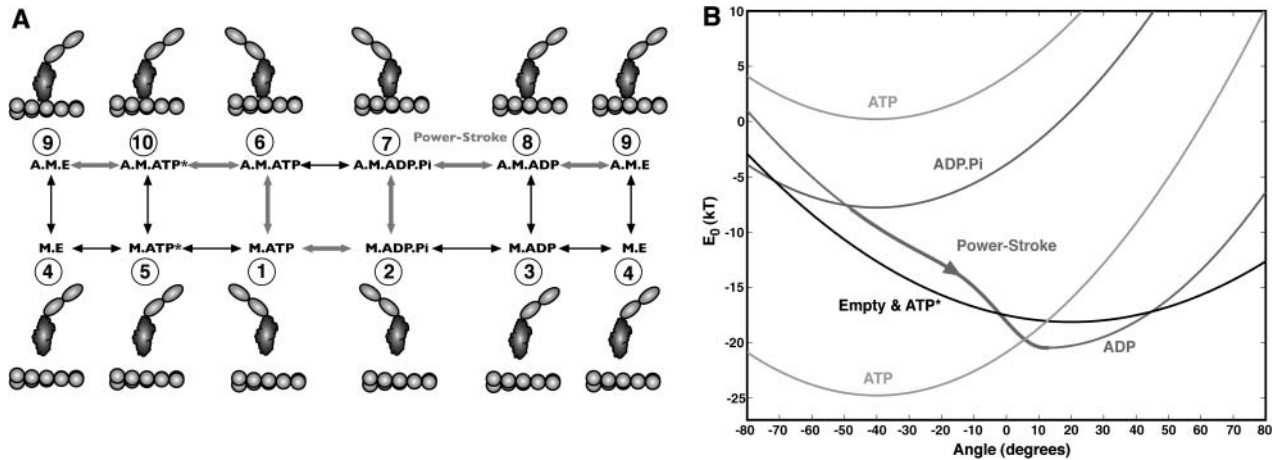 A
9 10 6 7 Power-Stroke 8 9
A.M.E A.M.ATP* A.M.ATP A.M.ADP.Pi A.M.ADP A.M.E
M.E M.ATP* M.ATP M.ADP.Pi M.ADP M.E
4 5 1 2 3 4
B
10
5
0
-5
-10
-15
-20
-25
E0 (kT)
ATP
ADP.Pi
Power-Stroke
Empty & ATP*
ADP
ATP
-80 -70 -60 -50 -40 -30 -20 -10 0 10 20 30 40 50 60 70 80
Angle (degrees)